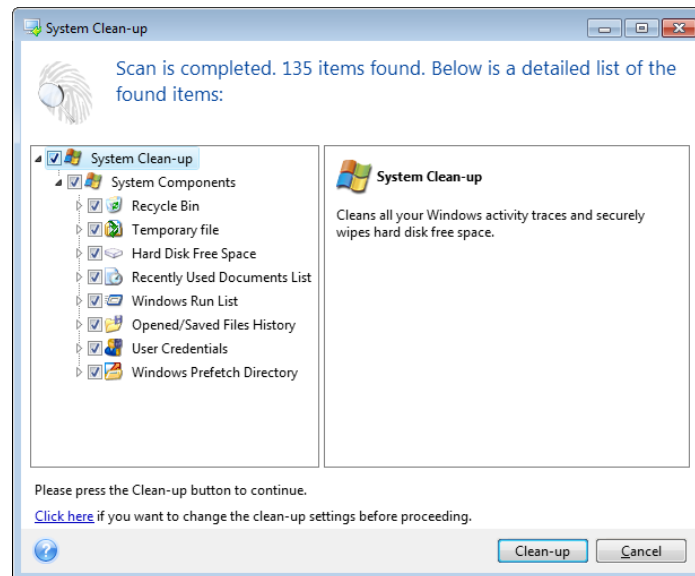 System Clean-up
Scan is completed. 135 items found. Below is a detailed list of the
found items:
System Clean-up
System Components
Recycle Bin
Temporary file
Hard Disk Free Space
Recently Used Documents List
Windows Run List
Opened/Saved Files History
User Credentials
Windows Prefetch Directory
System Clean-up
Cleans all your Windows activity traces and securely
wipes hard disk free space.
Please press the Clean-up button to continue.
Click here if you want to change the clean-up settings before proceeding.
Clean-up
Cancel